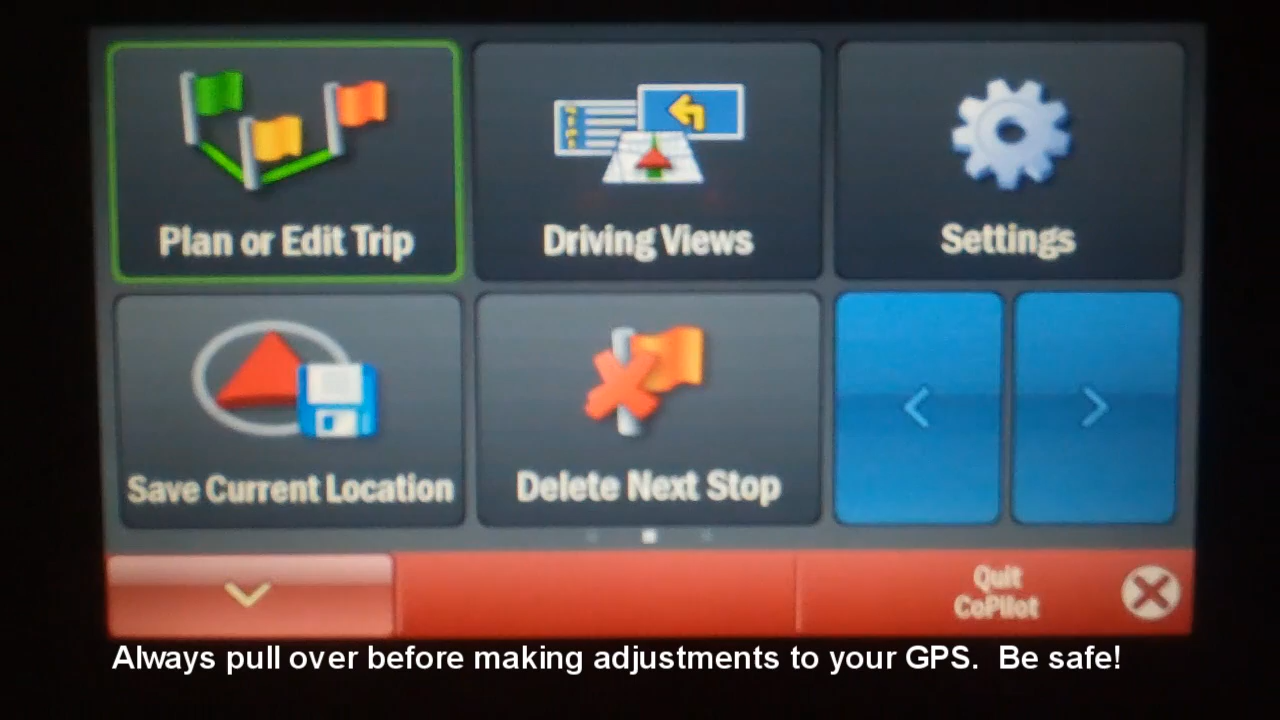 Plan or Edit Trip
Driving Views
Settings
Save Current Location
Delete Next Stop
Quit
CoPilot
Always pull over before making adjustments to your GPS.  Be safe!